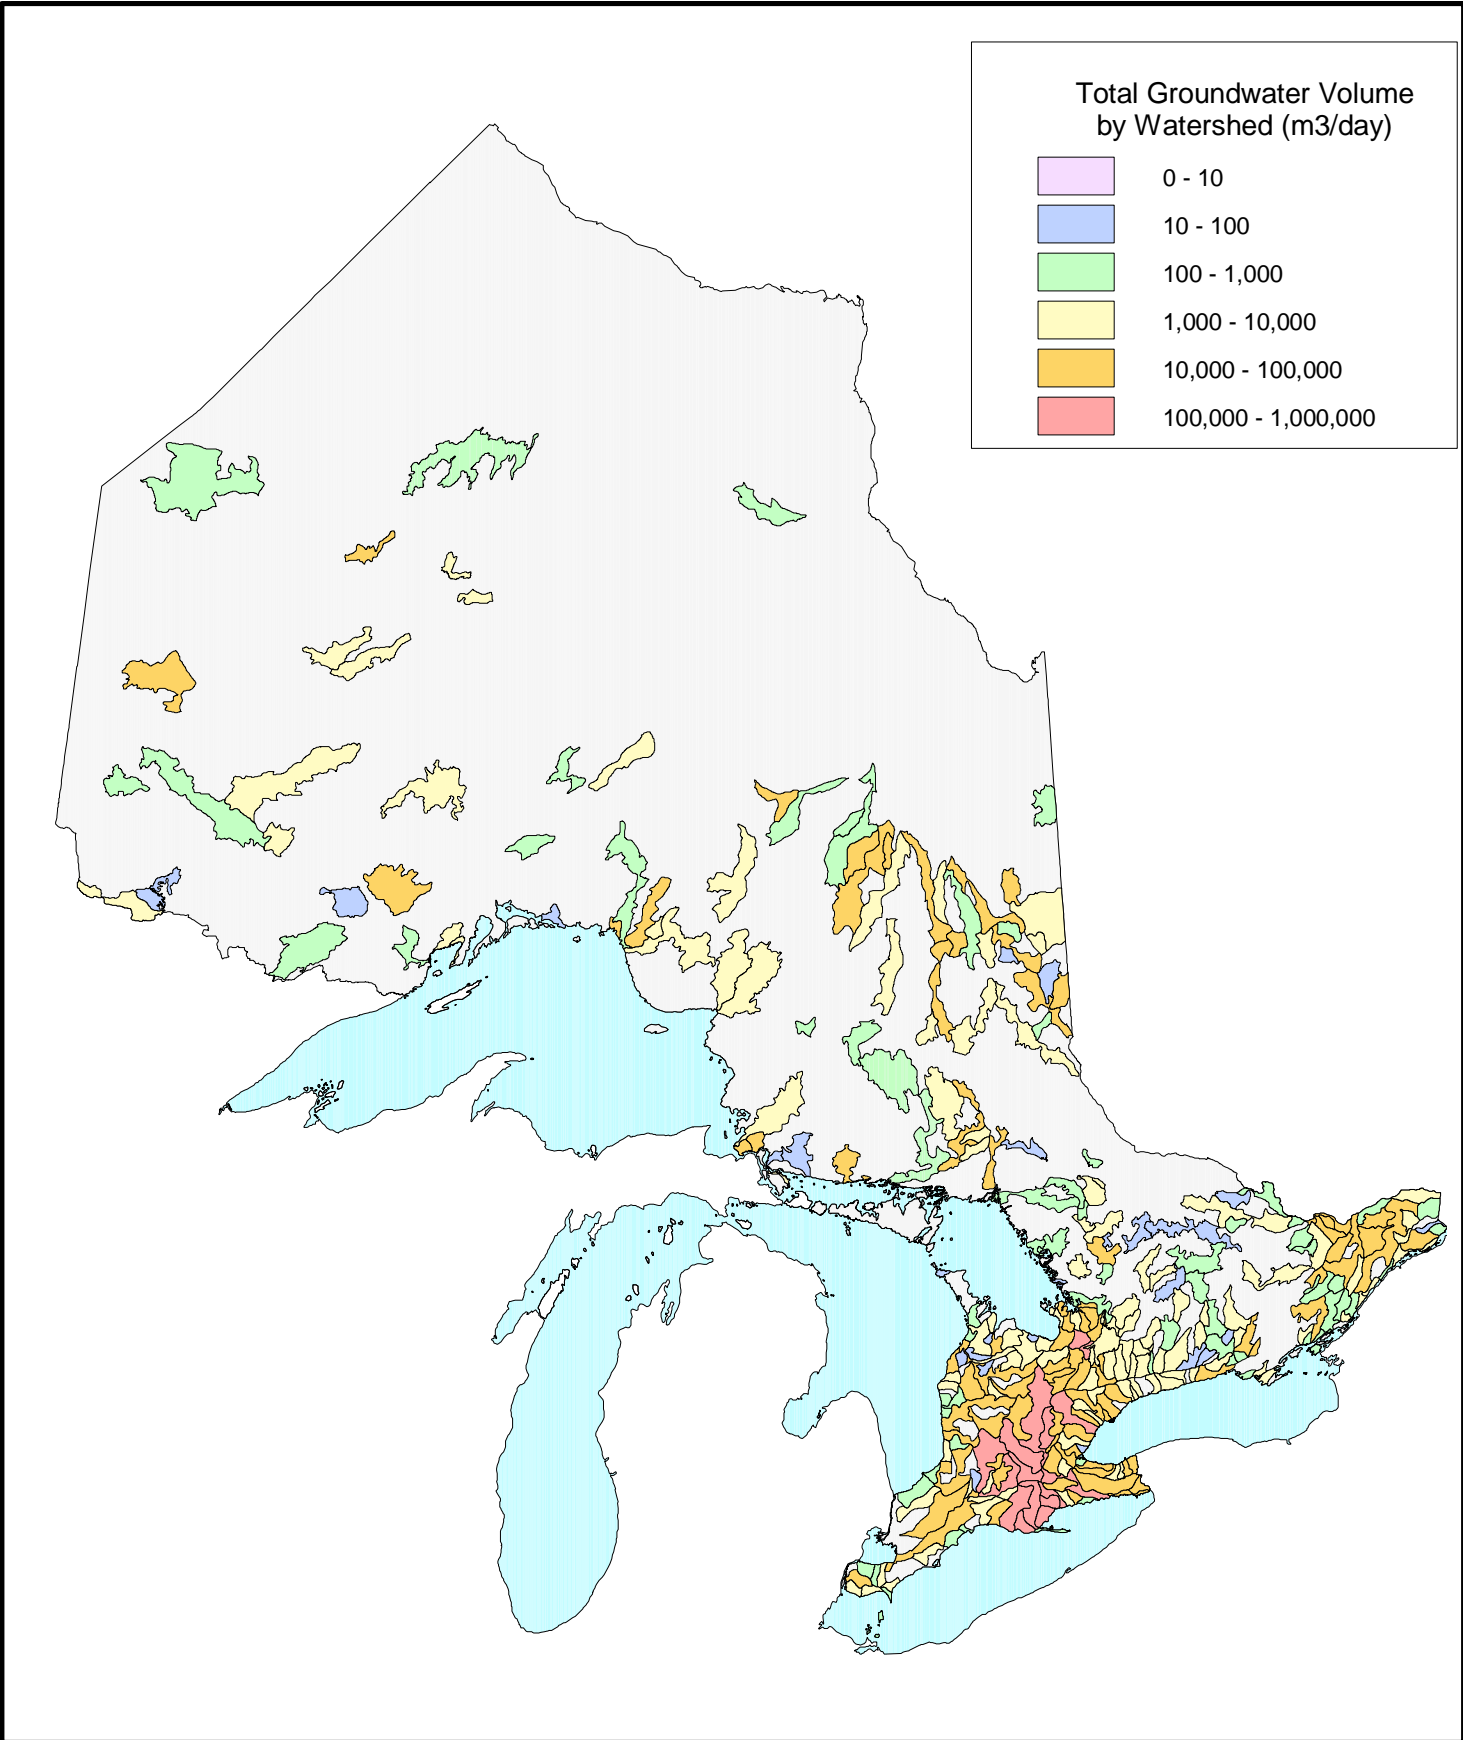 Total Groundwater Volume
by Watershed (m3/day)
0 - 10
10 - 100
100 - 1,000
1,000 - 10,000
10,000 - 100,000
100,000 - 1,000,000